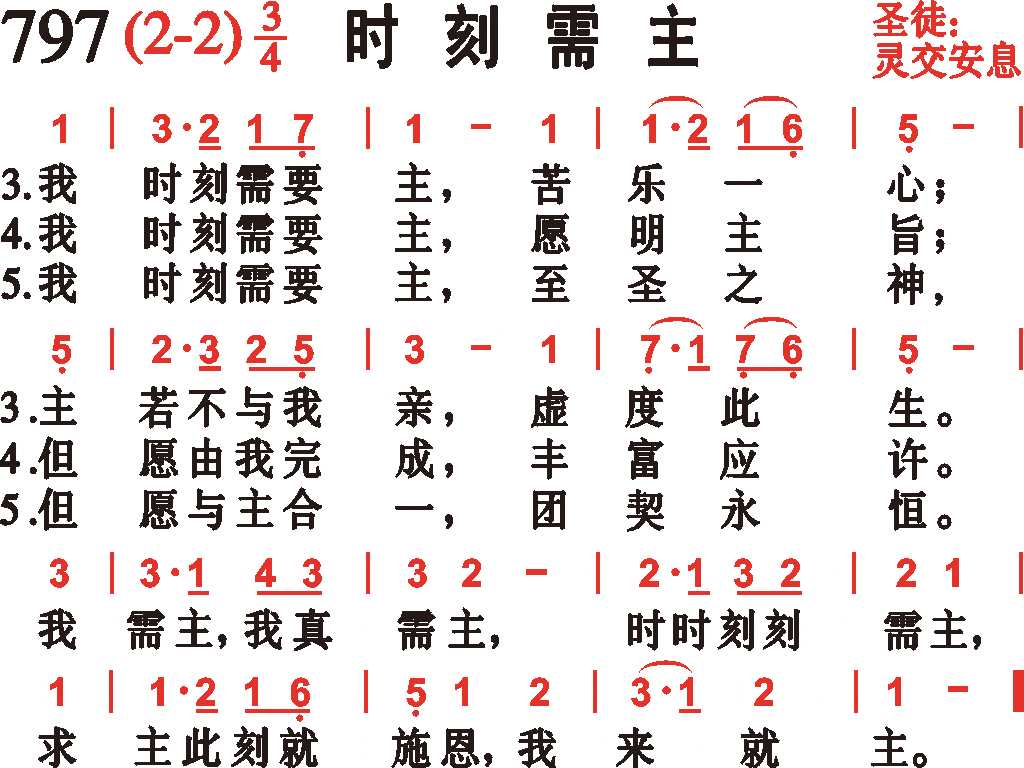 797 (2-2) 3/4 时刻需主 圣徒：
灵交安息
1 | 3·2 1 7 | 1 - 1 | 1·2 1 6 | 5 - |
3.我 时刻需要 主，苦 乐 一 心；
4.我 时刻需要 主，愿 明 主 旨；
5.我 时刻需要 主，至 圣 之 神，
5 | 2·3 2 5 | 3 - 1 | 7·1 7 6 | 5 - |
3.主 若不与我 亲，虚 度 此 生。
4.但 愿由我完 成，丰 富 应 许。
5.但 愿与主合 一，团 契 永 恒。
3 | 3·1 4 3 | 3 2 - | 2·1 3 2 | 2 1 |
我 需主，我真 需主， 时时刻刻 需主，
1 | 1·2 1 6 | 5 1 2 | 3·1 2 | 1 -
求 主此刻就 施恩，我 来 就 主。